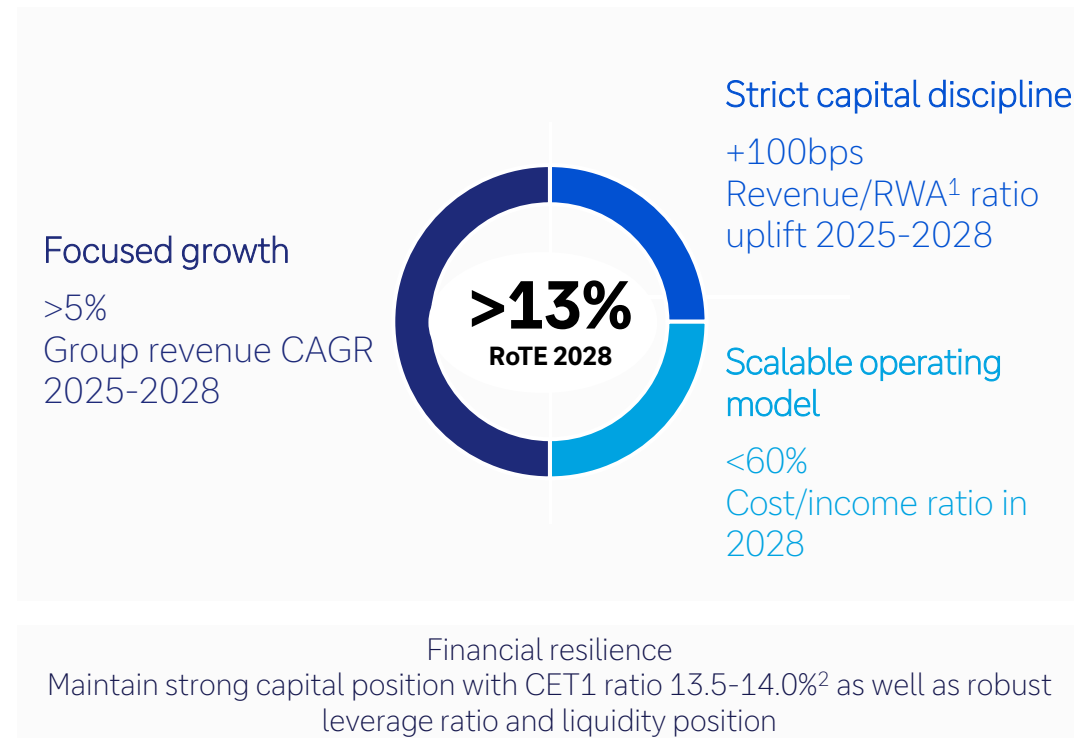 Focused growth
>5%
Group revenue CAGR
2025-2028
>13%
RoTE 2028
Strict capital discipline
+100bps
Revenue/RWA¹ ratio
uplift 2025-2028
Scalable operating
model
<60%
Cost/income ratio in
2028
Financial resilience
Maintain strong capital position with CET1 ratio 13.5-14.0%² as well as robust
leverage ratio and liquidity position